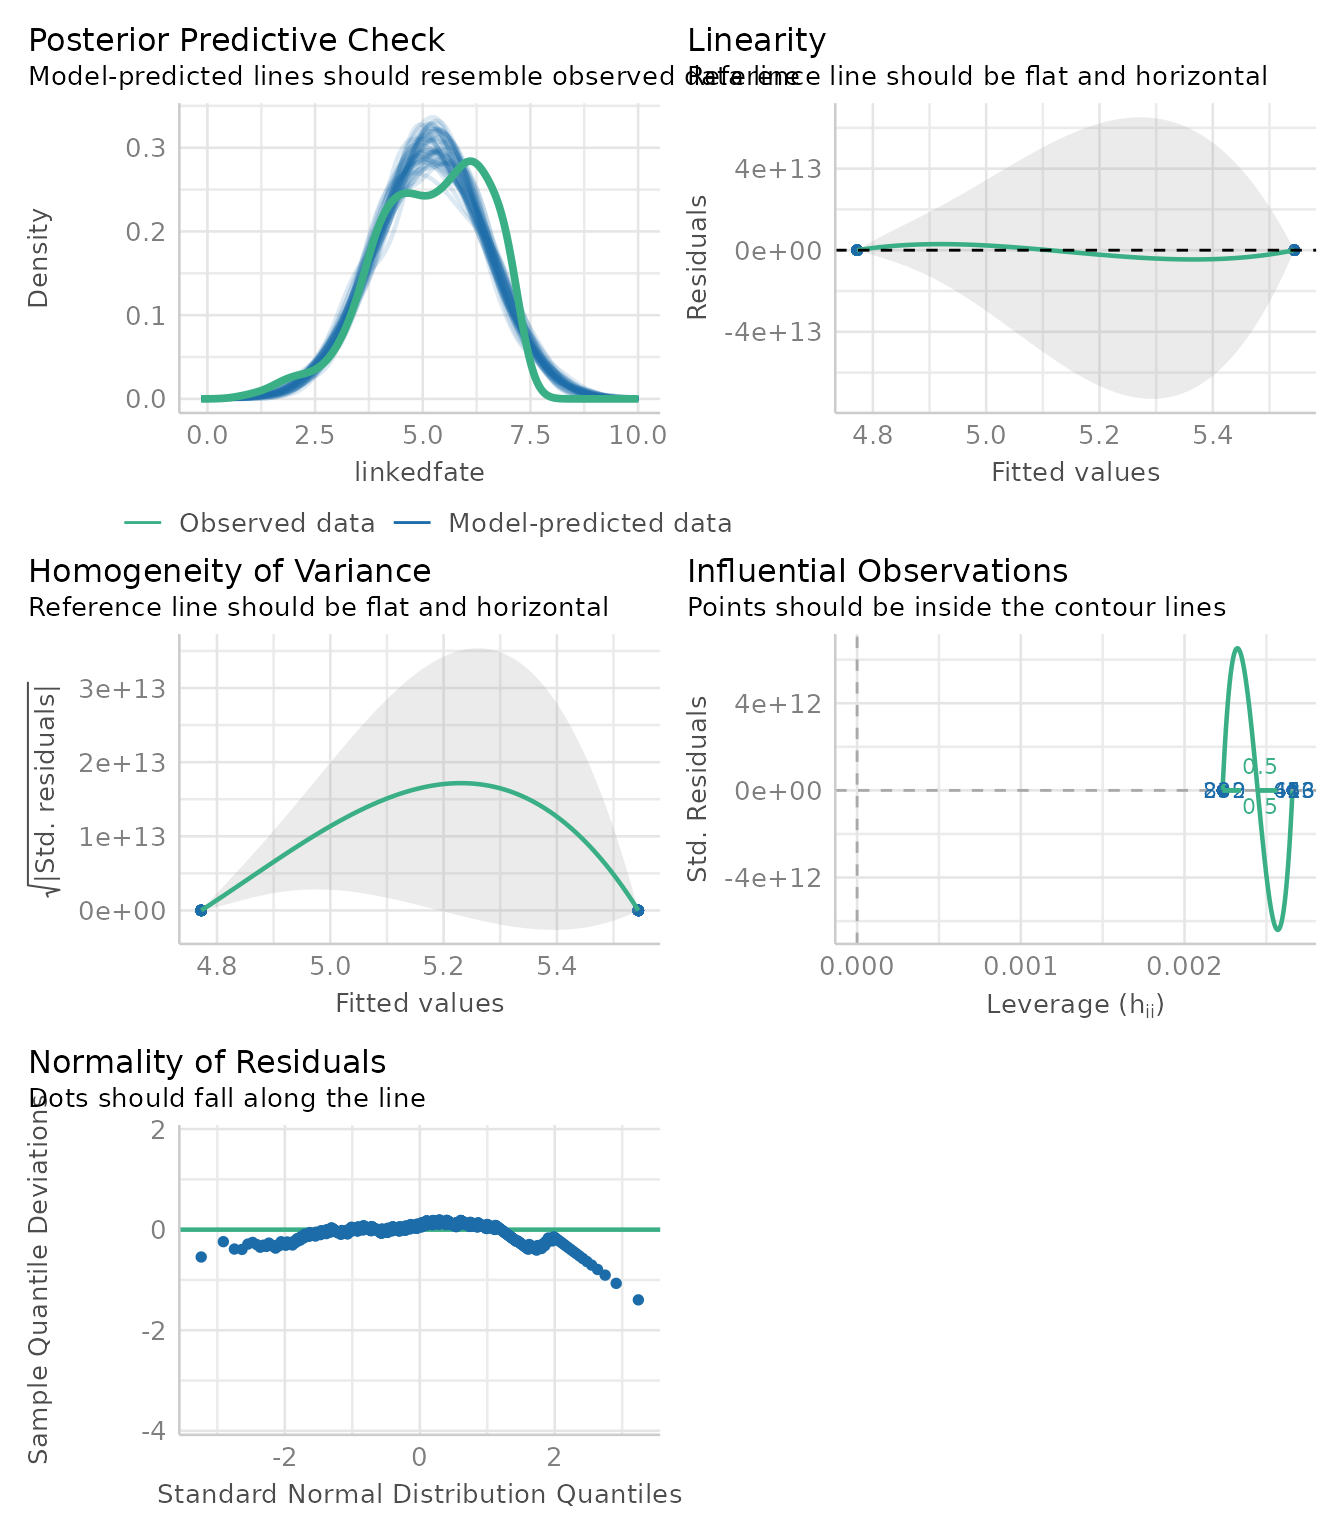 Posterior Predictive Check
Model-predicted lines should resemble observed data line
Density
0.3
0.2
0.1
0.0
0.0 2.5 5.0 7.5 10.0
linkedfate
Observed data Model-predicted data
Linearity
Reference line should be flat and horizontal
Residuals
4e+13
0e+00
-4e+13
4.8 5.0 5.2 5.4
Fitted values
Homogeneity of Variance
Reference line should be flat and horizontal
√|Std. residuals|
3e+13
2e+13
1e+13
0e+00
4.8 5.0 5.2 5.4
Fitted values
Influential Observations
Points should be inside the contour lines
Std. Residuals
4e+12
0e+00
-4e+12
0.5
0.5
0.000 0.001 0.002
Leverage (hii)
Normality of Residuals
Dots should fall along the line
Sample Quantile Deviations
2
0
-2
-4
-2 0 2
Standard Normal Distribution Quantiles